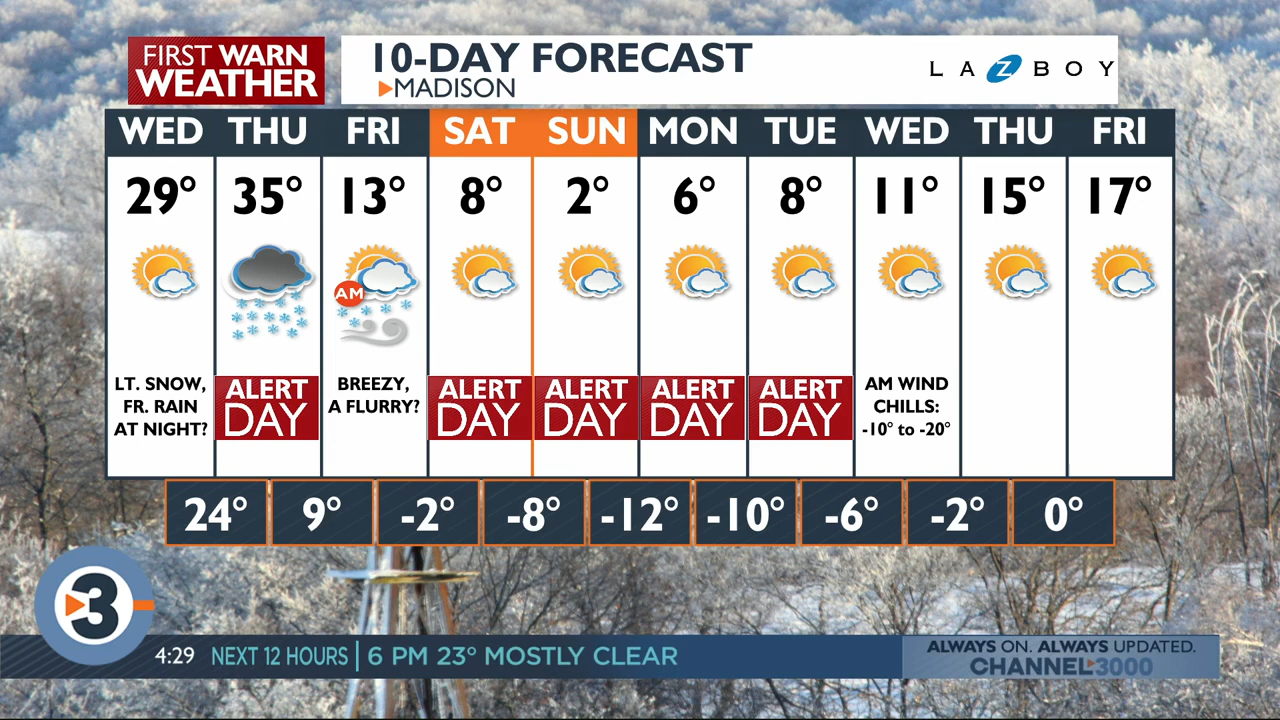 FIRST WARN
WEATHER
10-DAY FORECAST
MADISON
LA Z BOY
WED THU FRI SAT SUN MON TUE WED THU FRI
29° 35° 13° 8° 2° 6° 8° 11° 15° 17°
AM
LT. SNOW,
FR. RAIN
AT NIGHT?
ALERT
DAY
BREEZY,
A FLURRY?
ALERT
DAY
ALERT
DAY
ALERT
DAY
ALERT
DAY
AM WIND
CHILLS:
-10° to -20°
24° 9° -2° -8° -12° -10° -6° -2° 0°
3
4:29 NEXT 12 HOURS | 6 PM 23° MOSTLY CLEAR
ALWAYS ON. ALWAYS UPDATED.
CHANNEL3000